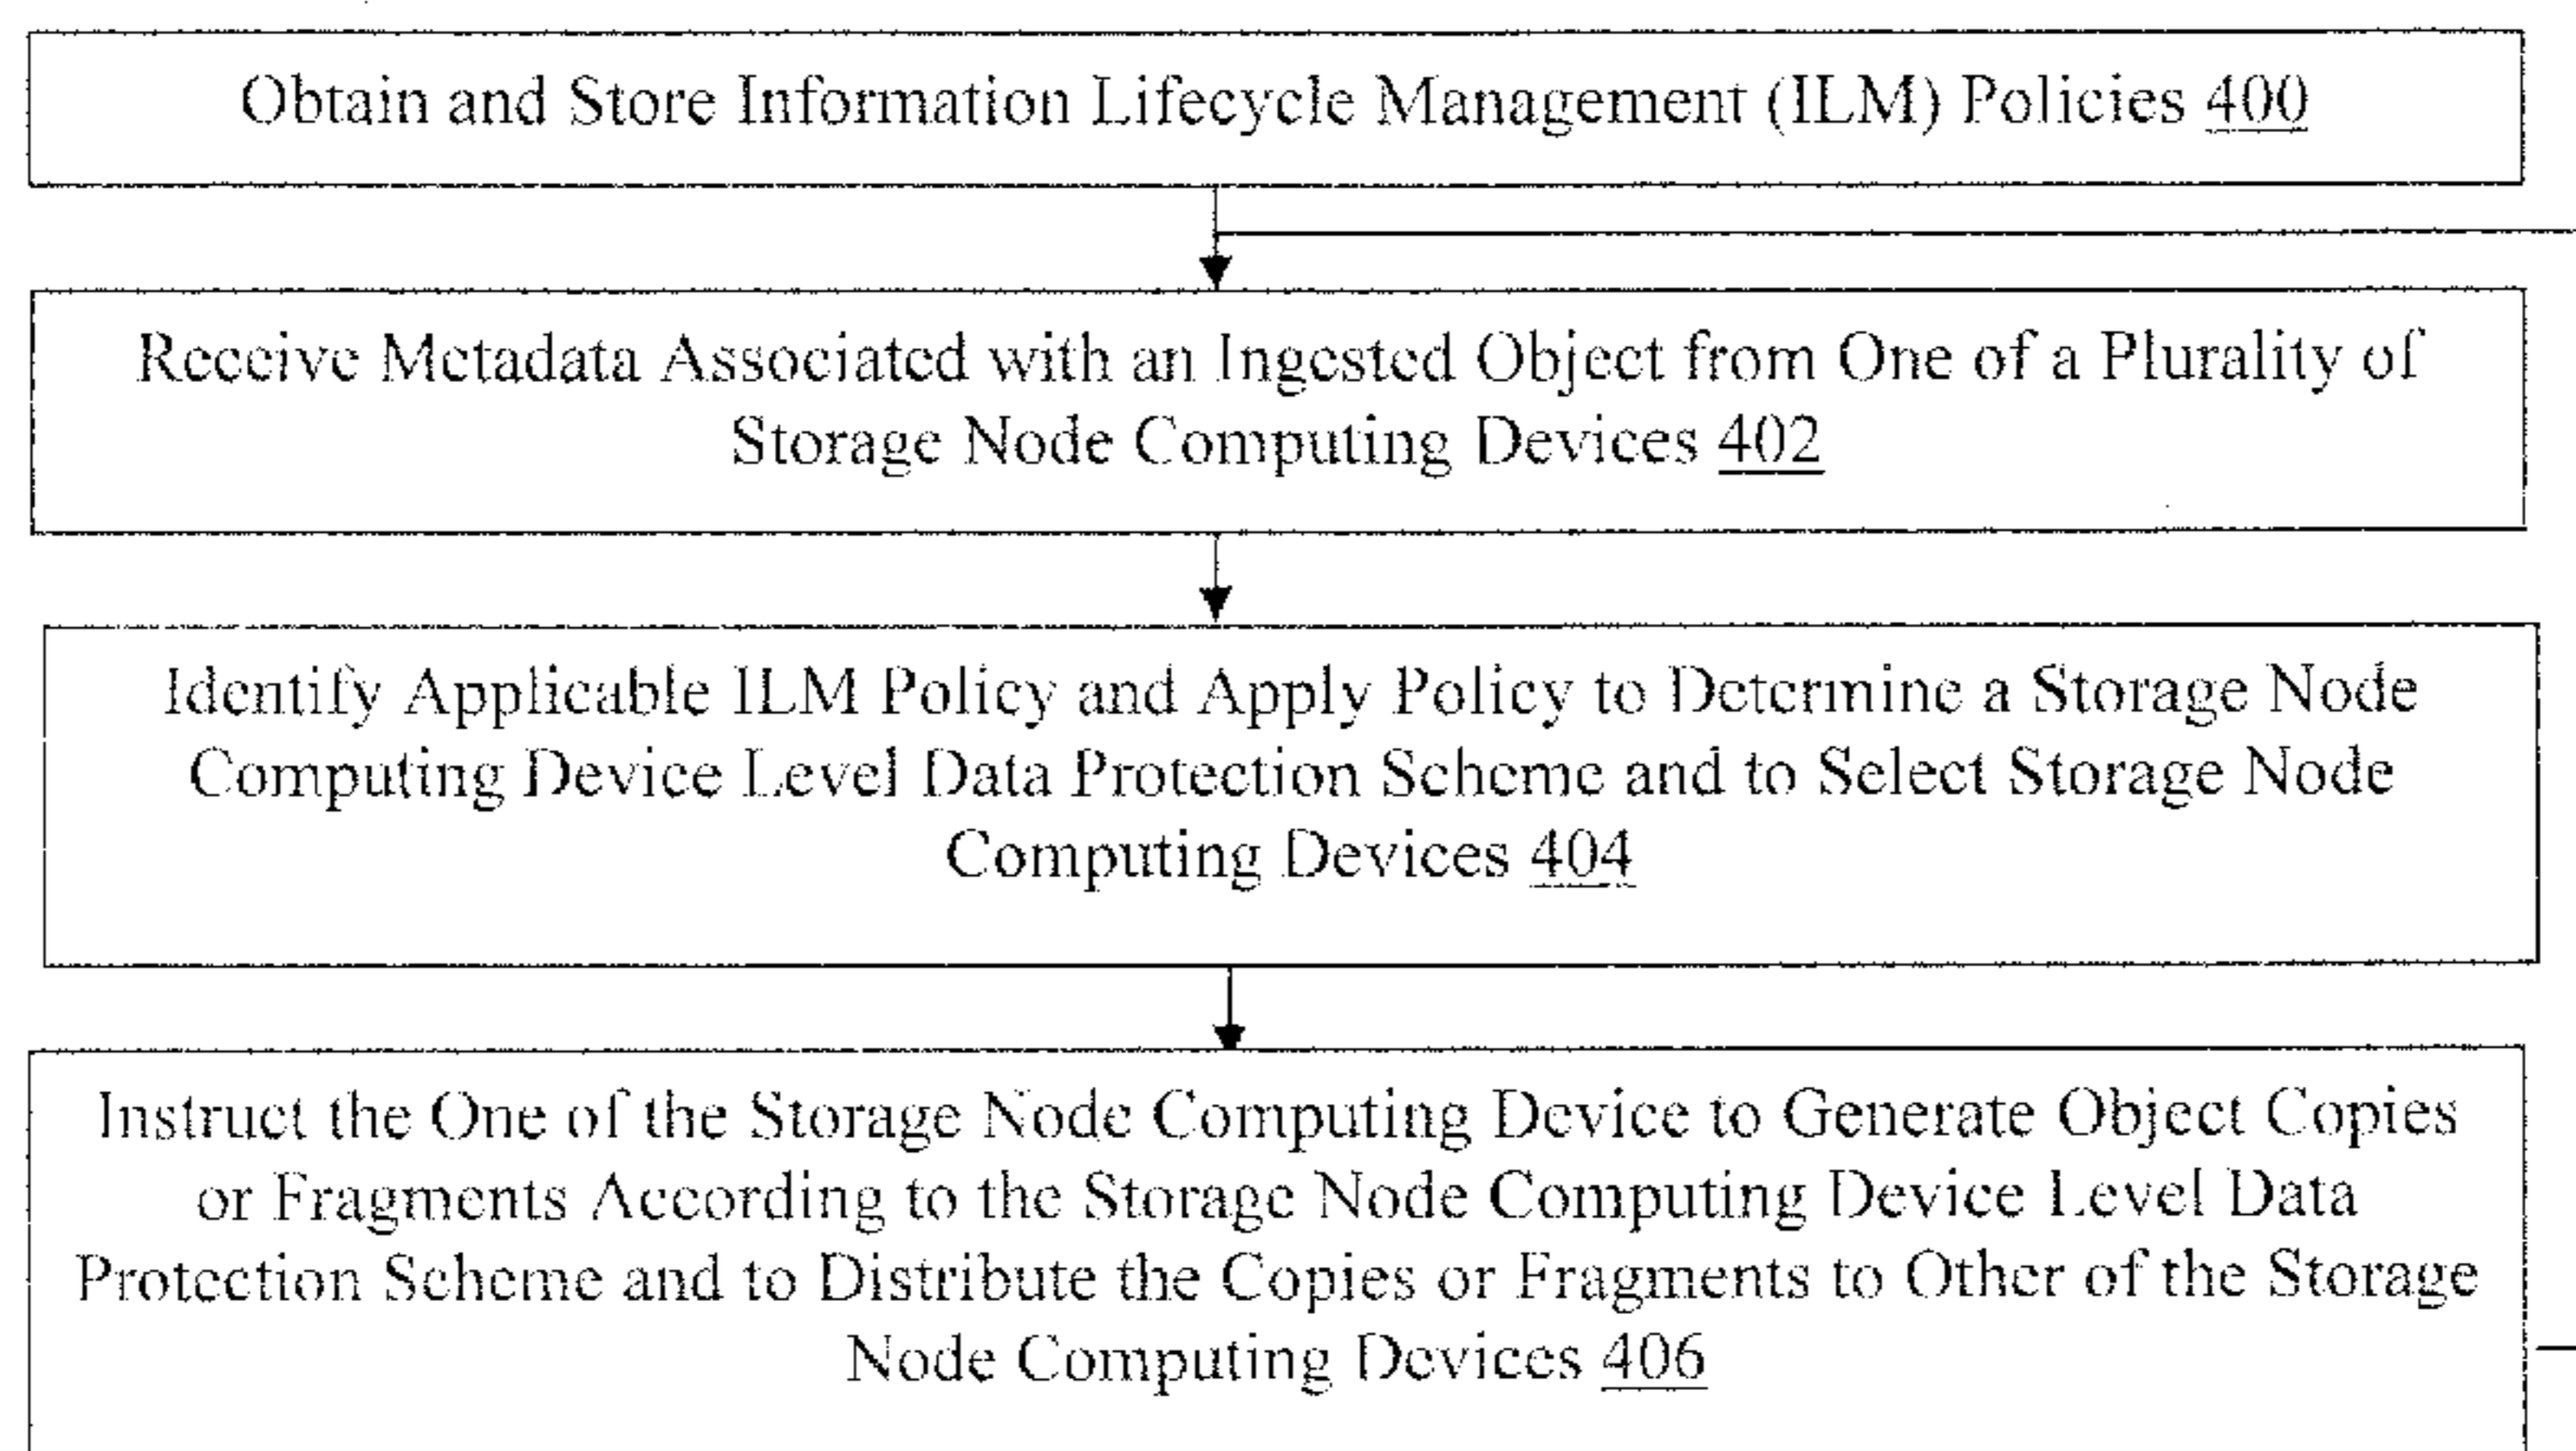 Obtain and Store Information Lifecycle Management (ILM) Policies 400
Receive Metadata Associated with an Ingested Object from One of a Plurality of
Storage Node Computing Devices 402
Identify Applicable ILM Policy and Apply Policy to Determine a Storage Node
Computing Device Level Data Protection Scheme and to Select Storage Node
Computing Devices 404
Instruct the One of the Storage Node Computing Device to Generate Object Copies
or Fragments According to the Storage Node Computing Device Level Data
Protection Scheme and to Distribute the Copies or Fragments to Other of the Storage
Node Computing Devices 406